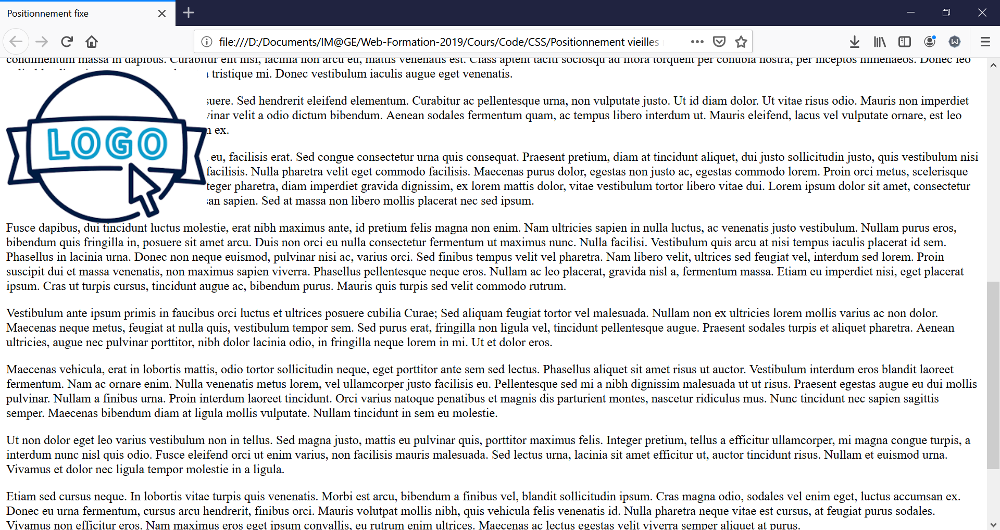 Positionnement fixe
file:///D:/Documents/IM@GE/Web-Formation-2019/Cours/Code/CSS/Positionnement vieilles
condimentum massa in dapibus. Curabitur elit nisi, lacinia non arcu eu, mattis venenatis est. Class aptent taciti sociosqu ad litora torquent per conubia nostra, per inceptos himenaeos. Donec leo
tristique mi. Donec vestibulum iaculis augue eget venenatis.
suere. Sed hendrerit eleifend elementum. Curabitur ac pellentesque urna, non vulputate justo. Ut id diam dolor. Ut vitae risus odio. Mauris non imperdiet
vinar velit a odio dictum bibendum. Aenean sodales fermentum quam, ac tempus libero interdum ut. Mauris eleifend, lacus vel vulputate ornare, est leo
ex.
LOGO
eu, facilisis erat. Sed congue consectetur urna quis consequat. Praesent pretium, diam at tincidunt aliquet, dui justo sollicitudin justo, quis vestibulum nisi
facilisis. Nulla pharetra velit eget commodo facilisis. Maecenas purus dolor, egestas non justo ac, egestas commodo lorem. Proin orci metus, scelerisque
teger pharetra, diam imperdiet gravida dignissim, ex lorem mattis dolor, vitae vestibulum tortor libero vitae dui. Lorem ipsum dolor sit amet, consectetur
san sapien. Sed at massa non libero mollis placerat nec sed ipsum.
Fusce dapibus, dui tincidunt luctus molestie, erat nibh maximus ante, id pretium felis magna non enim. Nam ultricies sapien in nulla luctus, ac venenatis justo vestibulum. Nullam purus eros,
bibendum quis fringilla in, posuere sit amet arcu. Duis non orci eu nulla consectetur fermentum ut maximus nunc. Nulla facilisi. Vestibulum quis arcu at nisi tempus iaculis placerat id sem.
Phasellus in lacinia urna. Donec non neque euismod, pulvinar nisi ac, varius orci. Sed finibus tempus velit vel pharetra. Nam libero velit, ultrices sed feugiat vel, interdum sed lorem. Proin
suscipit dui et massa venenatis, non maximus sapien viverra. Phasellus pellentesque neque eros. Nullam ac leo placerat, gravida nisl a, fermentum massa. Etiam eu imperdiet nisi, eget placerat
ipsum. Cras ut turpis cursus, tincidunt augue ac, bibendum purus. Mauris quis turpis sed velit commodo rutrum.
Vestibulum ante ipsum primis in faucibus orci luctus et ultrices posuere cubilia Curae; Sed aliquam feugiat tortor vel malesuada. Nullam non ex ultricies lorem mollis varius ac non dolor.
Maecenas neque metus, feugiat at nulla quis, vestibulum tempor sem. Sed purus erat, fringilla non ligula vel, tincidunt pellentesque augue. Praesent sodales turpis et aliquet pharetra. Aenean
ultricies, augue nec pulvinar porttitor, nibh dolor lacinia odio, in fringilla neque lorem in mi. Ut et dolor eros.
Maecenas vehicula, erat in lobortis mattis, odio tortor sollicitudin neque, eget porttitor ante sem sed lectus. Phasellus aliquet sit amet risus ut auctor. Vestibulum interdum eros blandit laoreet
fermentum. Nam ac ornare enim. Nulla venenatis metus lorem, vel ullamcorper justo facilisis eu. Pellentesque sed mi a nibh dignissim malesuada ut ut risus. Praesent egestas augue eu dui mollis
pulvinar. Nullam a finibus urna. Proin interdum laoreet tincidunt. Orci varius natoque penatibus et magnis dis parturient montes, nascetur ridiculus mus. Nunc tincidunt nec sapien sagittis
semper. Maecenas bibendum diam at ligula mollis vulputate. Nullam tincidunt in sem eu molestie.
Ut non dolor eget leo varius vestibulum non in tellus. Sed magna justo, mattis eu pulvinar quis, porttitor maximus felis. Integer pretium, tellus a efficitur ullamcorper, mi magna congue turpis, a
interdum nunc nisl quis odio. Fusce eleifend orci ut enim varius, non facilisis mauris malesuada. Sed lectus urna, lacinia sit amet efficitur ut, auctor tincidunt risus. Nullam et euismod urna.
Vivamus et dolor nec ligula tempor molestie in a ligula.
Etiam sed cursus neque. In lobortis vitae turpis quis venenatis. Morbi est arcu, bibendum a finibus vel, blandit sollicitudin ipsum. Cras magna odio, sodales vel enim eget, luctus accumsan ex.
Donec eu urna fermentum, cursus arcu hendrerit, finibus orci. Mauris volutpat mollis nibh, quis vehicula felis venenatis id. Nulla pharetra neque vitae est cursus, at feugiat purus sodales.
Vivamus non efficitur eros. Nam maximus eros eget ipsum convallis, eu rutrum enim ultrices. Maecenas ac lectus egestas velit viverra semper aliquet at purus.